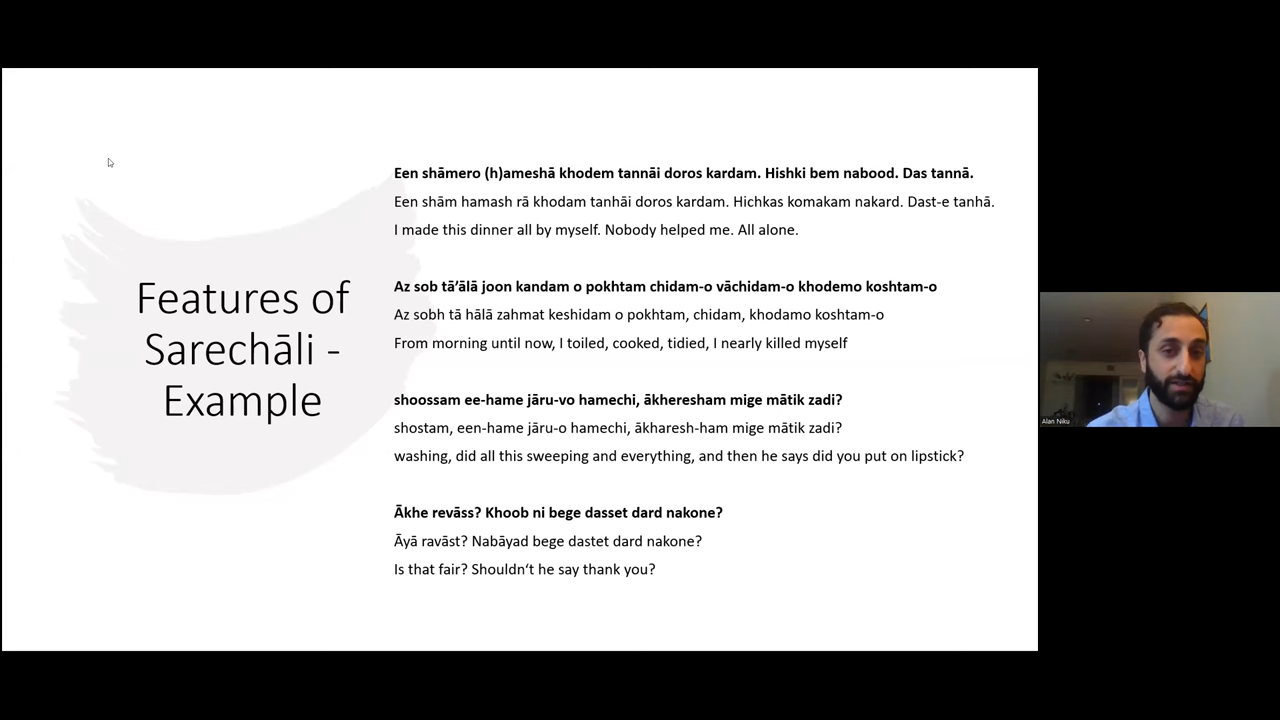 Features of
Sarechāli -
Example
Een shāmero (h)ameshā khodem tannāi doros kardam. Hishki bem nabood. Das tannā.
Een shām hamash rā khodam tanhāi doros kardam. Hichkas komakam nakard. Dast-e tanhā.
I made this dinner all by myself. Nobody helped me. All alone.
Az sob tā’ālā joon kandam o pokhtam chidam-o vāchidam-o khodemo koshtam-o
Az sobh tā hālā zahmat keshidam o pokhtam, chidam, khodamo koshtam-o
From morning until now, I toiled, cooked, tidied, I nearly killed myself
shoossam ee-hame jāru-vo hamechi, ākheresham mige mātik zadi?
shostam, een-hame jāru-o hamechi, ākharesh-ham mige mātik zadi?
washing, did all this sweeping and everything, and then he says did you put on lipstick?
Ākhe revāss? Khoob ni bege dasset dard nakone?
Āyā ravāst? Nabāyad bege dastet dard nakone?
Is that fair? Shouldn‘t he say thank you?
Alan Niku